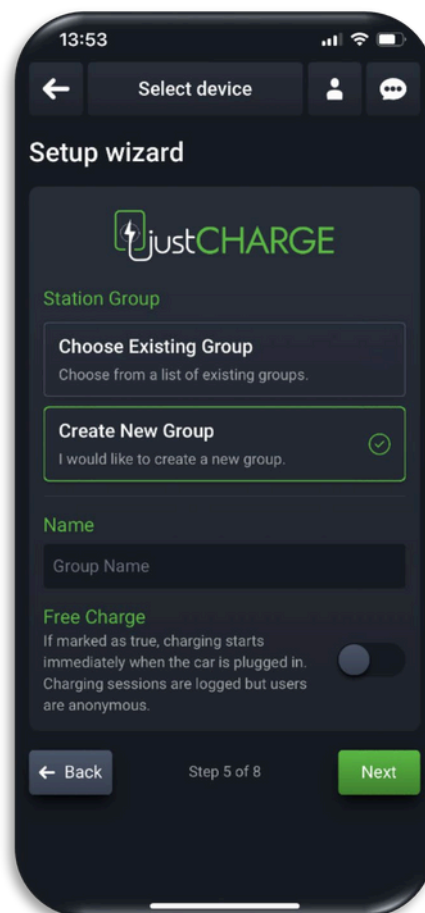 13:53
Select device
Setup wizard
justCHARGE
Station Group
Choose Existing Group
Choose from a list of existing groups.
Create New Group
I would like to create a new group.
Name
Group Name
Free Charge
If marked as true, charging starts
immediately when the car is plugged in.
Charging sessions are logged but users
are anonymous.
Back
Step 5 of 8
Next